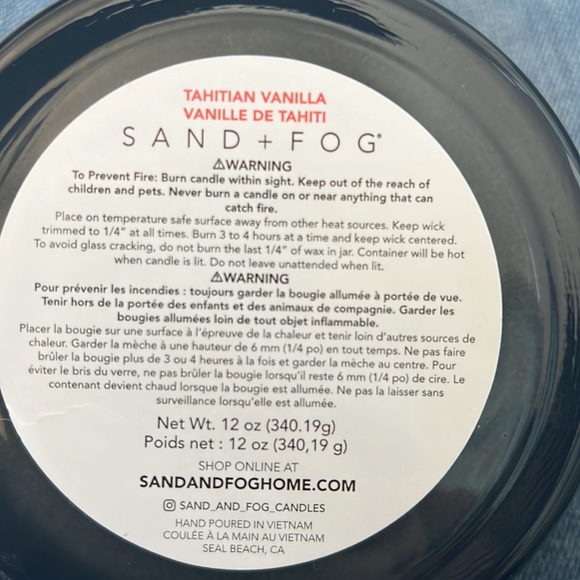 TAHITIAN VANILLA
VANILLE DE TAHITI
SAND + FOG®
⚠WARNING
To Prevent Fire: Burn candle within sight. Keep out of the reach of
children and pets. Never burn a candle on or near anything that can
catch fire.
Place on temperature safe surface away from other heat sources. Keep wick
trimmed to 1/4" at all times. Burn 3 to 4 hours at a time and keep wick centered.
To avoid glass cracking, do not burn the last 1/4" of wax in jar. Container will be hot
when candle is lit. Do not leave unattended when lit.
⚠WARNING
Pour prévenir les incendies : toujours garder la bougie allumée à portée de vue.
Tenir hors de la portée des enfants et des animaux de compagnie. Garder les
bougies allumées loin de tout objet inflammable.
Placer la bougie sur une surface à l'épreuve de la chaleur et tenir loin d'autres sources de
chaleur. Garder la mèche à une hauteur de 6 mm (1/4 po) en tout temps. Ne pas faire
brûler la bougie plus de 3 ou 4 heures à la fois et garder la mèche au centre. Pour
éviter le bris du verre, ne pas brûler la bougie lorsqu'il reste 6 mm (1/4 po) de cire. Le
contenant devient chaud lorsque la bougie est allumée. Ne pas la laisser sans
surveillance lorsqu'elle est allumée.
Net Wt. 12 oz (340.19g)
Poids net : 12 oz (340,19 g)
SHOP ONLINE AT
SANDANDFOGHOME.COM
SAND_AND_FOG_CANDLES
HAND POURED IN VIETNAM
COULÉE À LA MAIN AU VIETNAM
SEAL BEACH, CA